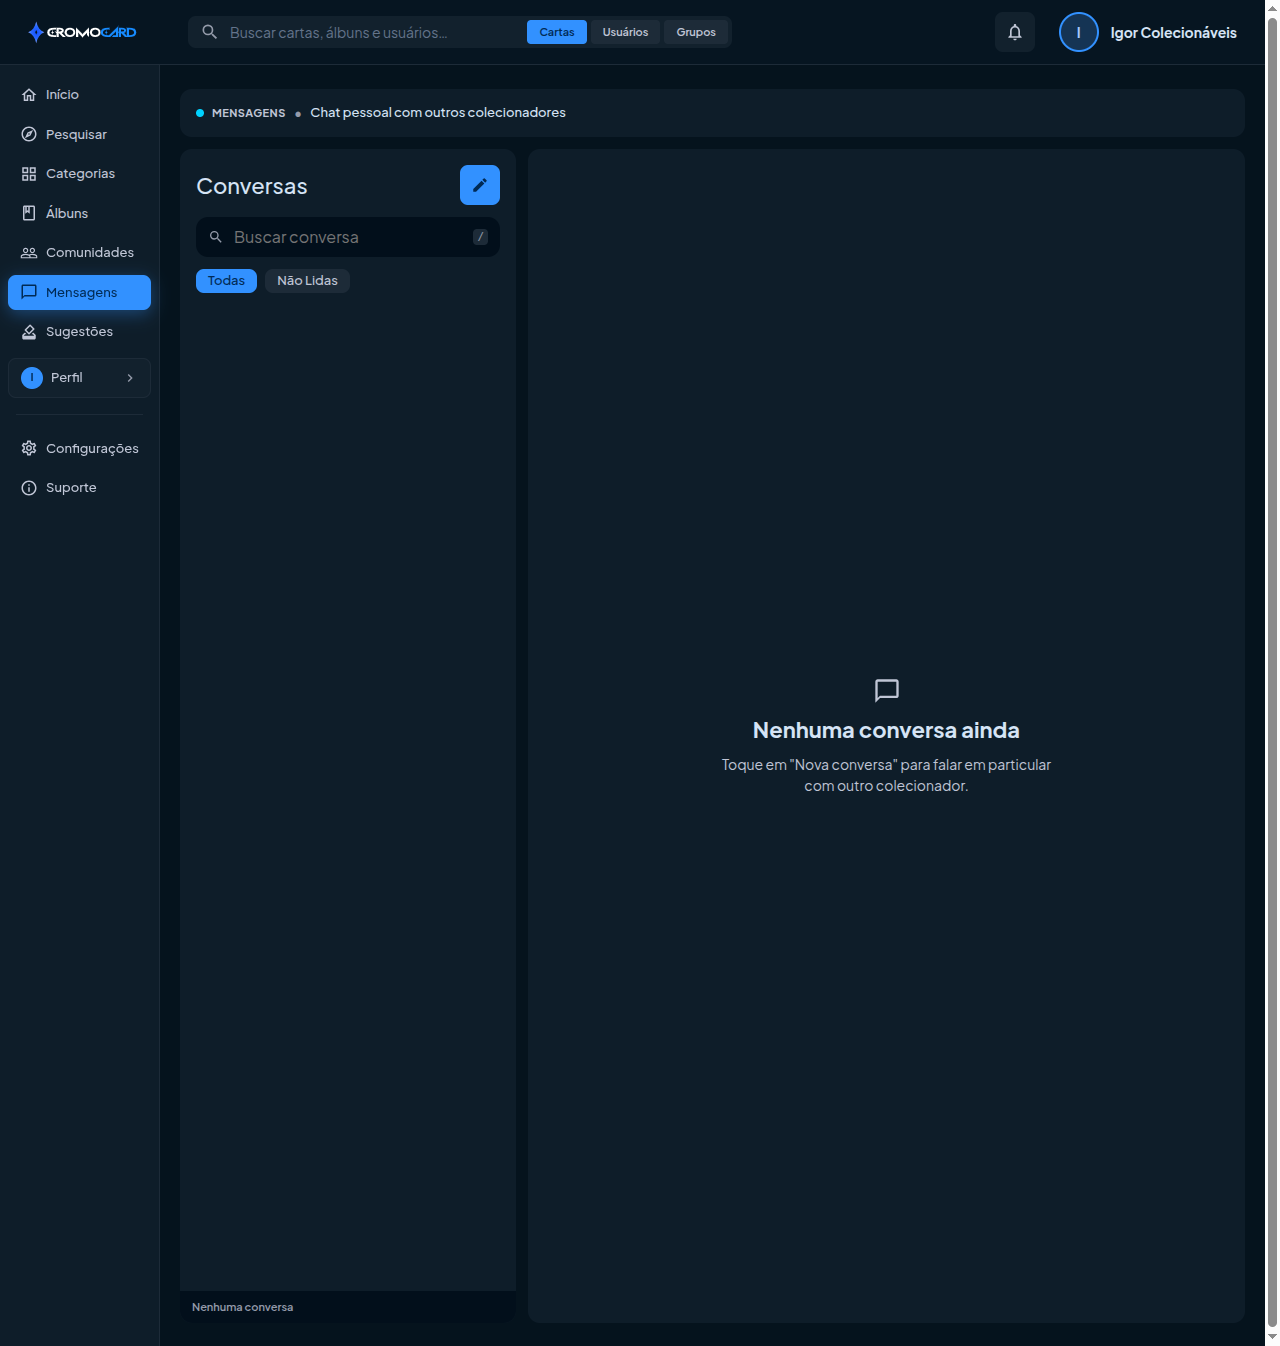 CROMOCARD
Buscar cartas, álbuns e usuários...
Cartas
Usuários
Grupos
I
Igor Colecionáveis
Início
Pesquisar
Categorias
Álbuns
Comunidades
Mensagens
Sugestões
I
Perfil
Configurações
Suporte
MENSAGENS • Chat pessoal com outros colecionadores
Conversas
Buscar conversa
/
Todas
Não Lidas
Nenhuma conversa
Nenhuma conversa ainda
Toque em "Nova conversa" para falar em particular
com outro colecionador.